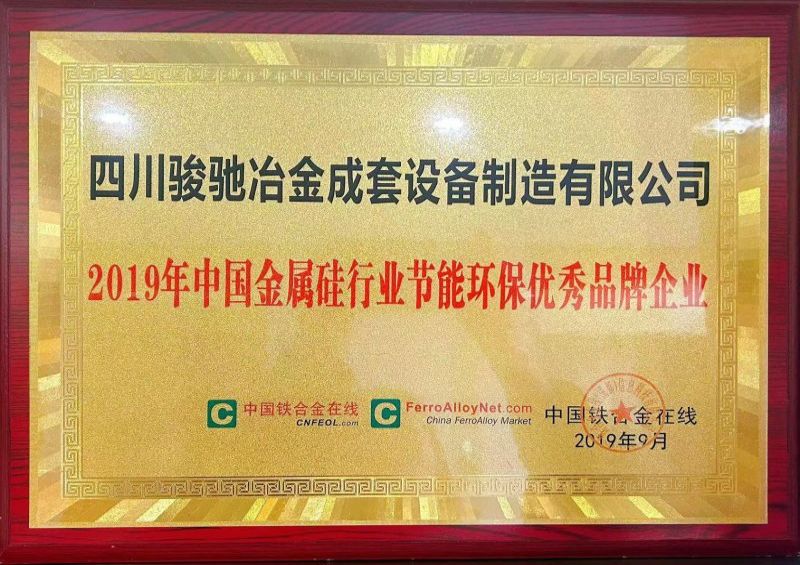 四川骏驰冶金成套设备制造有限公司
2019年中国金属硅行业节能环保优秀品牌企业
C 中国铁合金在线 C FerroAlloyNet.com
CNFEOL.com China FerroAlloy Market
中国铁合金在线
2019年9月